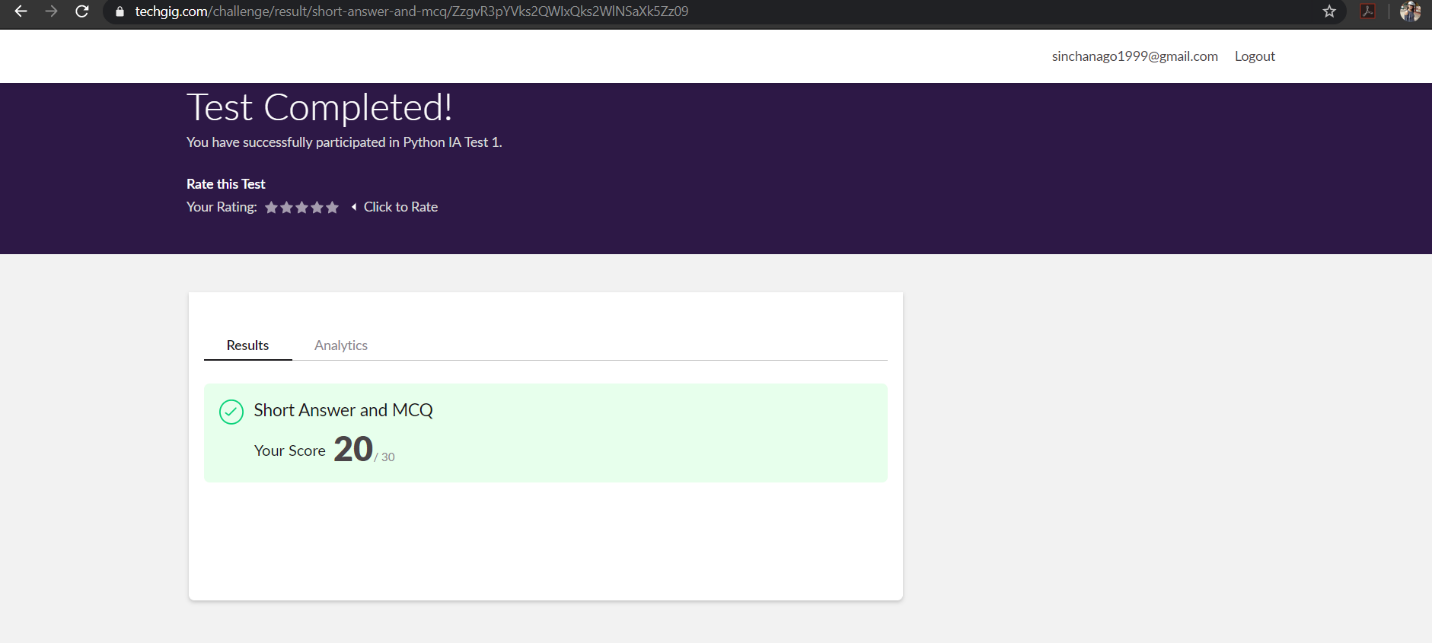 techgig.com/challenge/result/short-answer-and-mcq/ZzgvR3pYVks2QWIxQks2WlNSaXk5Zz09
sinchanago1999@gmail.com Logout
Test Completed!
You have successfully participated in Python IA Test 1.
Rate this Test
Your Rating: Click to Rate
Results Analytics
Short Answer and MCQ
Your Score 20 / 30